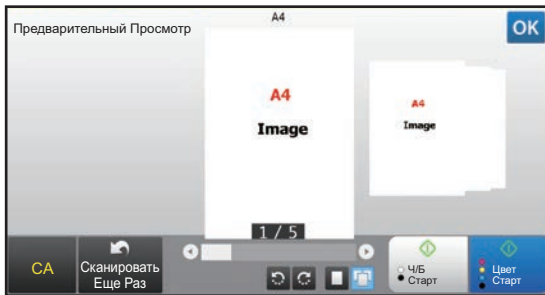 A4
Предварительный Просмотр
OK
A4
Image
A4
Image
1 / 5
CA
Сканировать
Еще Раз
Ч/Б
Старт
Цвет
Старт